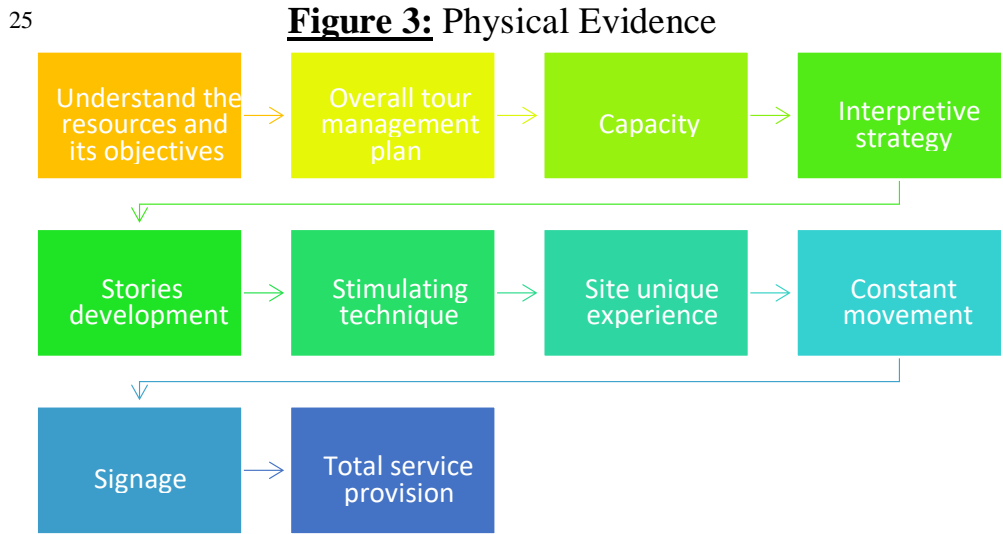 25
Figure 3: Physical Evidence
Understand the
resources and
its objectives
Overall tour
management
plan
Capacity
Interpretive
strategy
Stories
development
Stimulating
technique
Site unique
experience
Constant
movement
Signage
Total service
provision